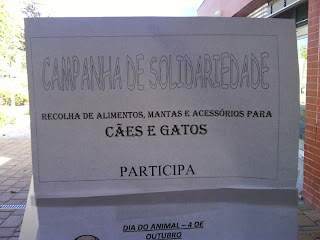 CAMPANHA DE SOLIDARIEDADE
RECOLHA DE ALIMENTOS, MANTAS E ACESSÓRIOS PARA
CÃES E GATOS
PARTICIPA
DIA DO ANIMAL – 4 DE
OUTUBRO